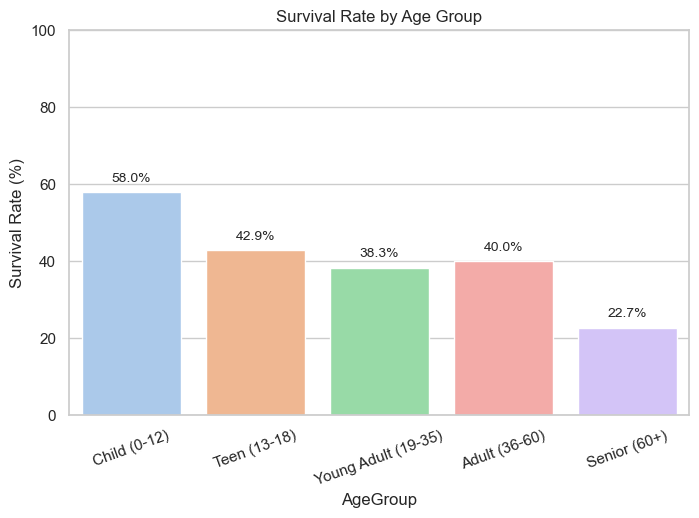 Survival Rate by Age Group
Survival Rate (%)
100
80
60
40
20
0
58.0%
42.9%
38.3%
40.0%
22.7%
Child (0-12)
Teen (13-18)
Young Adult (19-35)
Adult (36-60)
Senior (60+)
AgeGroup